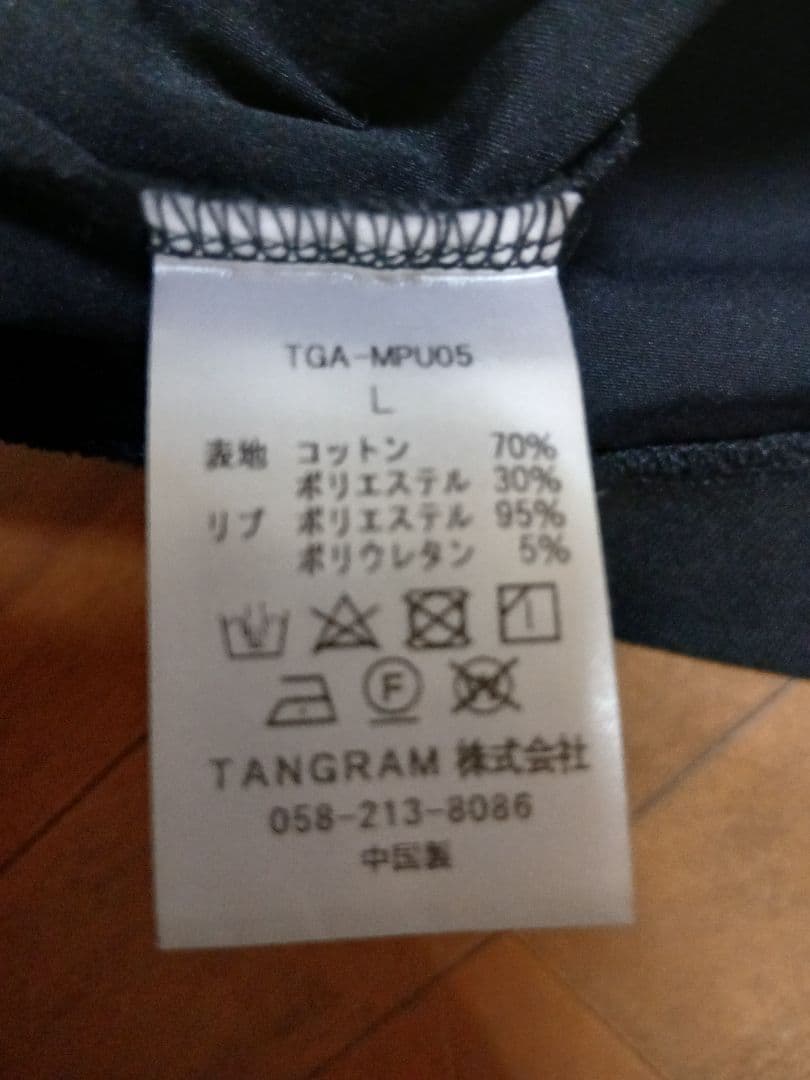 TGA-MPU05
L
表地 コットン 70%
ポリエステル 30%
リブ ポリエステル 95%
ポリウレタン 5%
F
W
TANGRAM 株式会社
058-213-8086
中国製